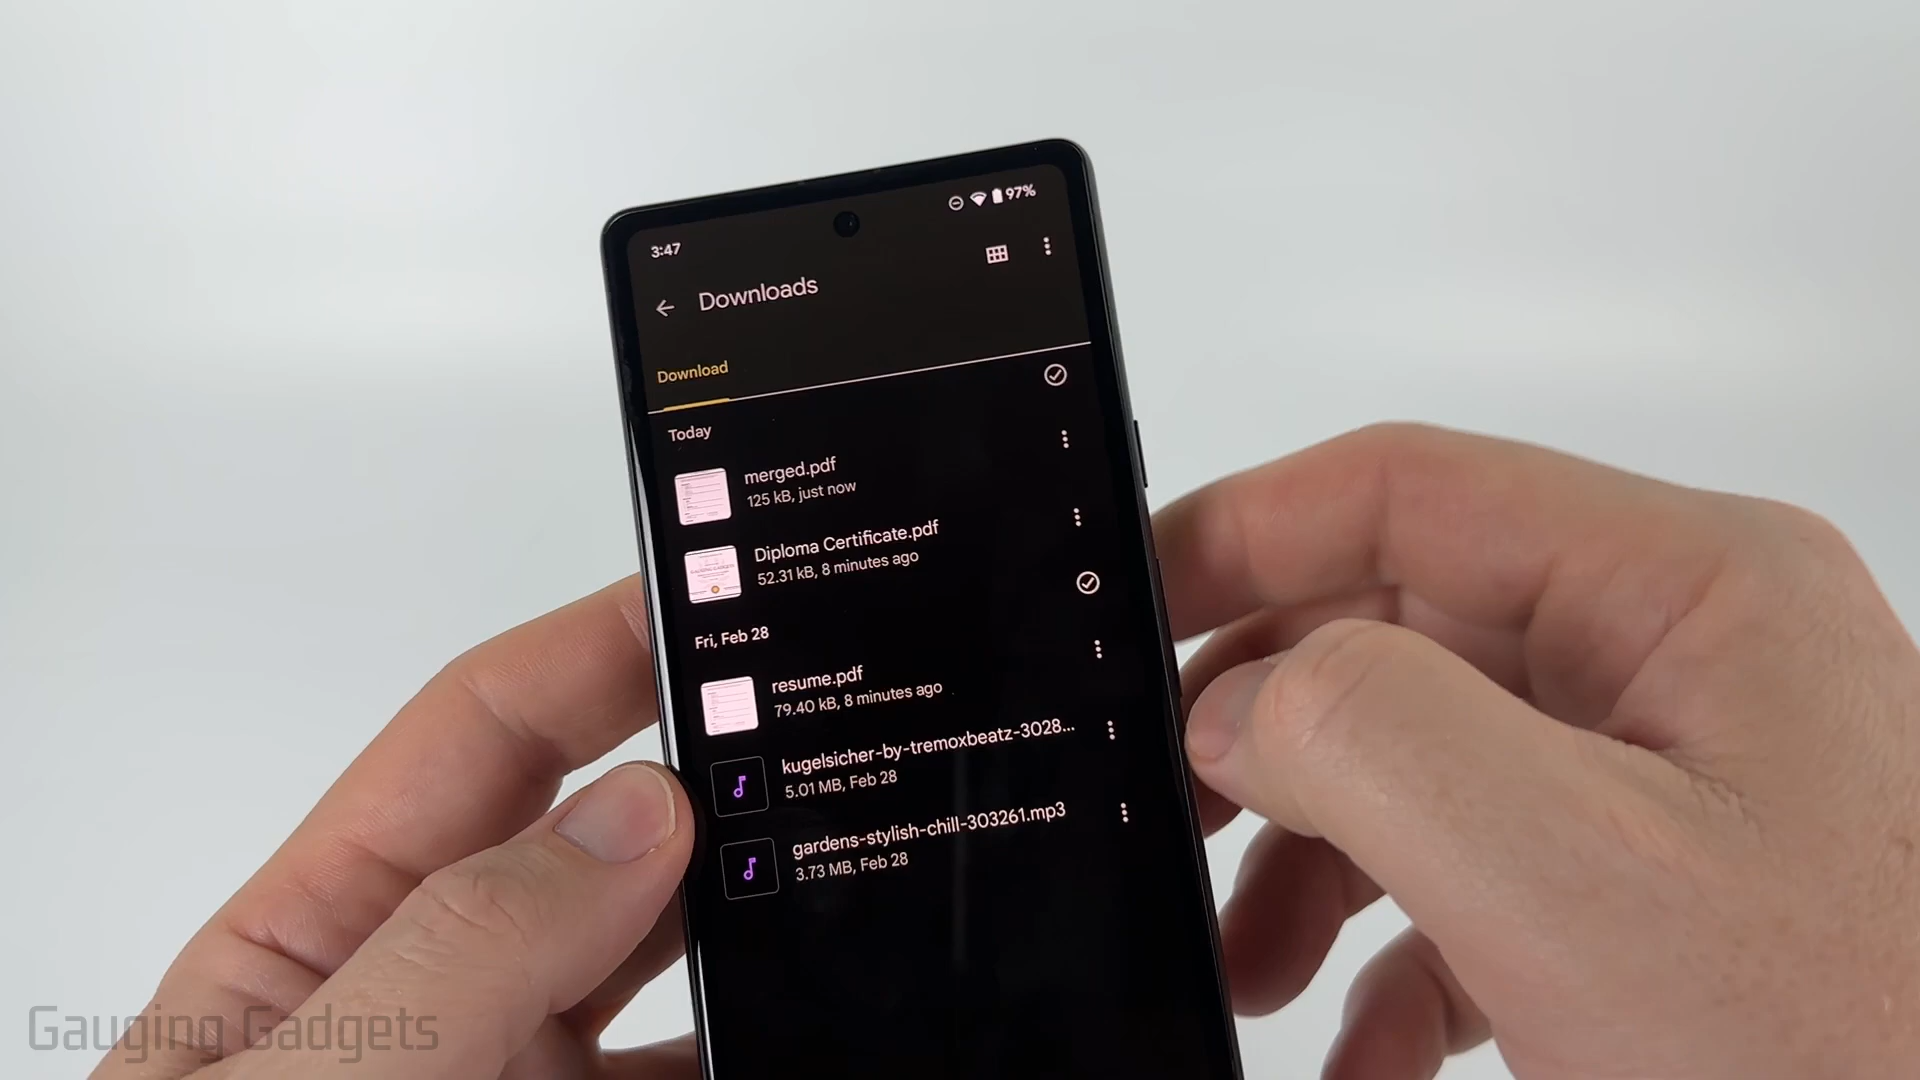 3:47
97%
Downloads
Download
Today
merged.pdf
125 kB, just now
Diploma Certificate.pdf
52.31 kB, 8 minutes ago
Fri, Feb 28
resume.pdf
79.40 kB, 8 minutes ago
kugelsicher-by-tremoxbeatz-3028...
5.01 MB, Feb 28
gardens-stylish-chill-303261.mp3
3.73 MB, Feb 28
Gauging Gadgets